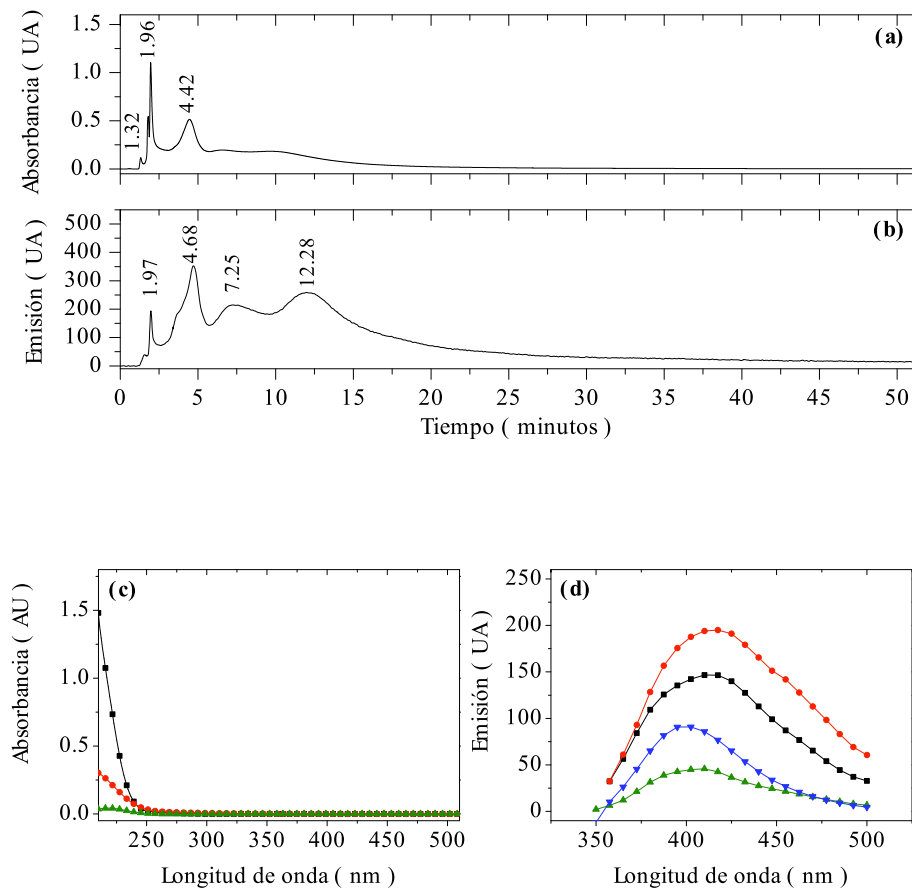 (a)
Absorbancia ( UA )
1.5
1.0
0.5
0.0
1.32
1.96
4.42
(b)
Emisión ( UA )
500
400
300
200
100
0
1.97
4.68
7.25
12.28
0 5 10 15 20 25 30 35 40 45 50
Tiempo ( minutos )
(c)
Absorbancia ( AU )
1.5
1.0
0.5
0.0
250 300 350 400 450 500
Longitud de onda ( nm )
(d)
Emisión ( UA )
250
200
150
100
50
0
350 400 450 500
Longitud de onda ( nm )